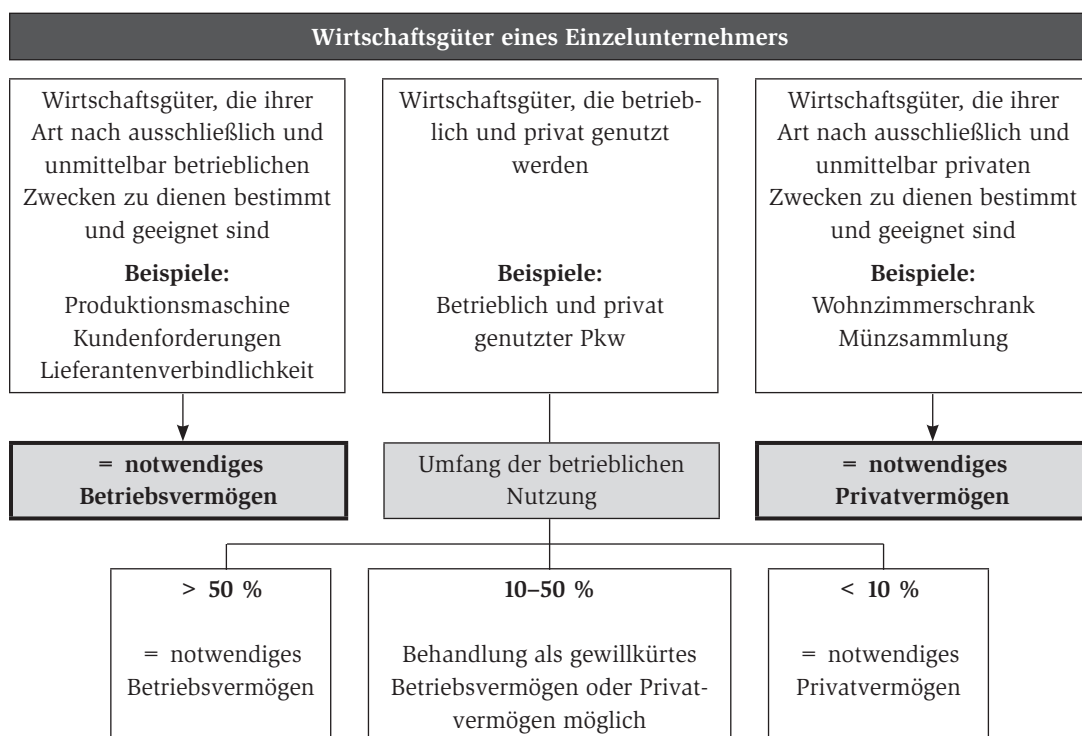 Wirtschaftsgüter eines Einzelunternehmers
Wirtschaftsgüter, die ihrer
Art nach ausschließlich und
unmittelbar betrieblichen
Zwecken zu dienen bestimmt
und geeignet sind
Beispiele:
Produktionsmaschine
Kundenforderungen
Lieferantenverbindlichkeit
Wirtschaftsgüter, die betrieb-
lich und privat genutzt
werden
Beispiele:
Betrieblich und privat
genutzter Pkw
Wirtschaftsgüter, die ihrer
Art nach ausschließlich und
unmittelbar privaten
Zwecken zu dienen bestimmt
und geeignet sind
Beispiele:
Wohnzimmerschrank
Münzsammlung
= notwendiges
Betriebsvermögen
Umfang der betrieblichen
Nutzung
= notwendiges
Privatvermögen
> 50 %
= notwendiges
Betriebsvermögen
10–50 %
Behandlung als gewillkürtes
Betriebsvermögen oder Privat-
vermögen möglich
< 10 %
= notwendiges
Privatvermögen